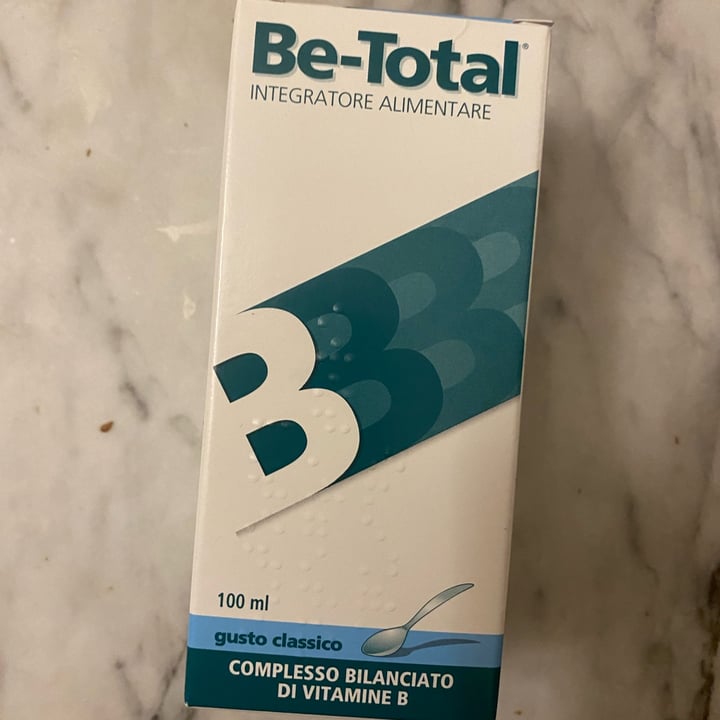 Be-Total®
INTEGRATORE ALIMENTARE
B
100 ml
gusto classico
COMPLESSO BILANCIATO
DI VITAMINE B